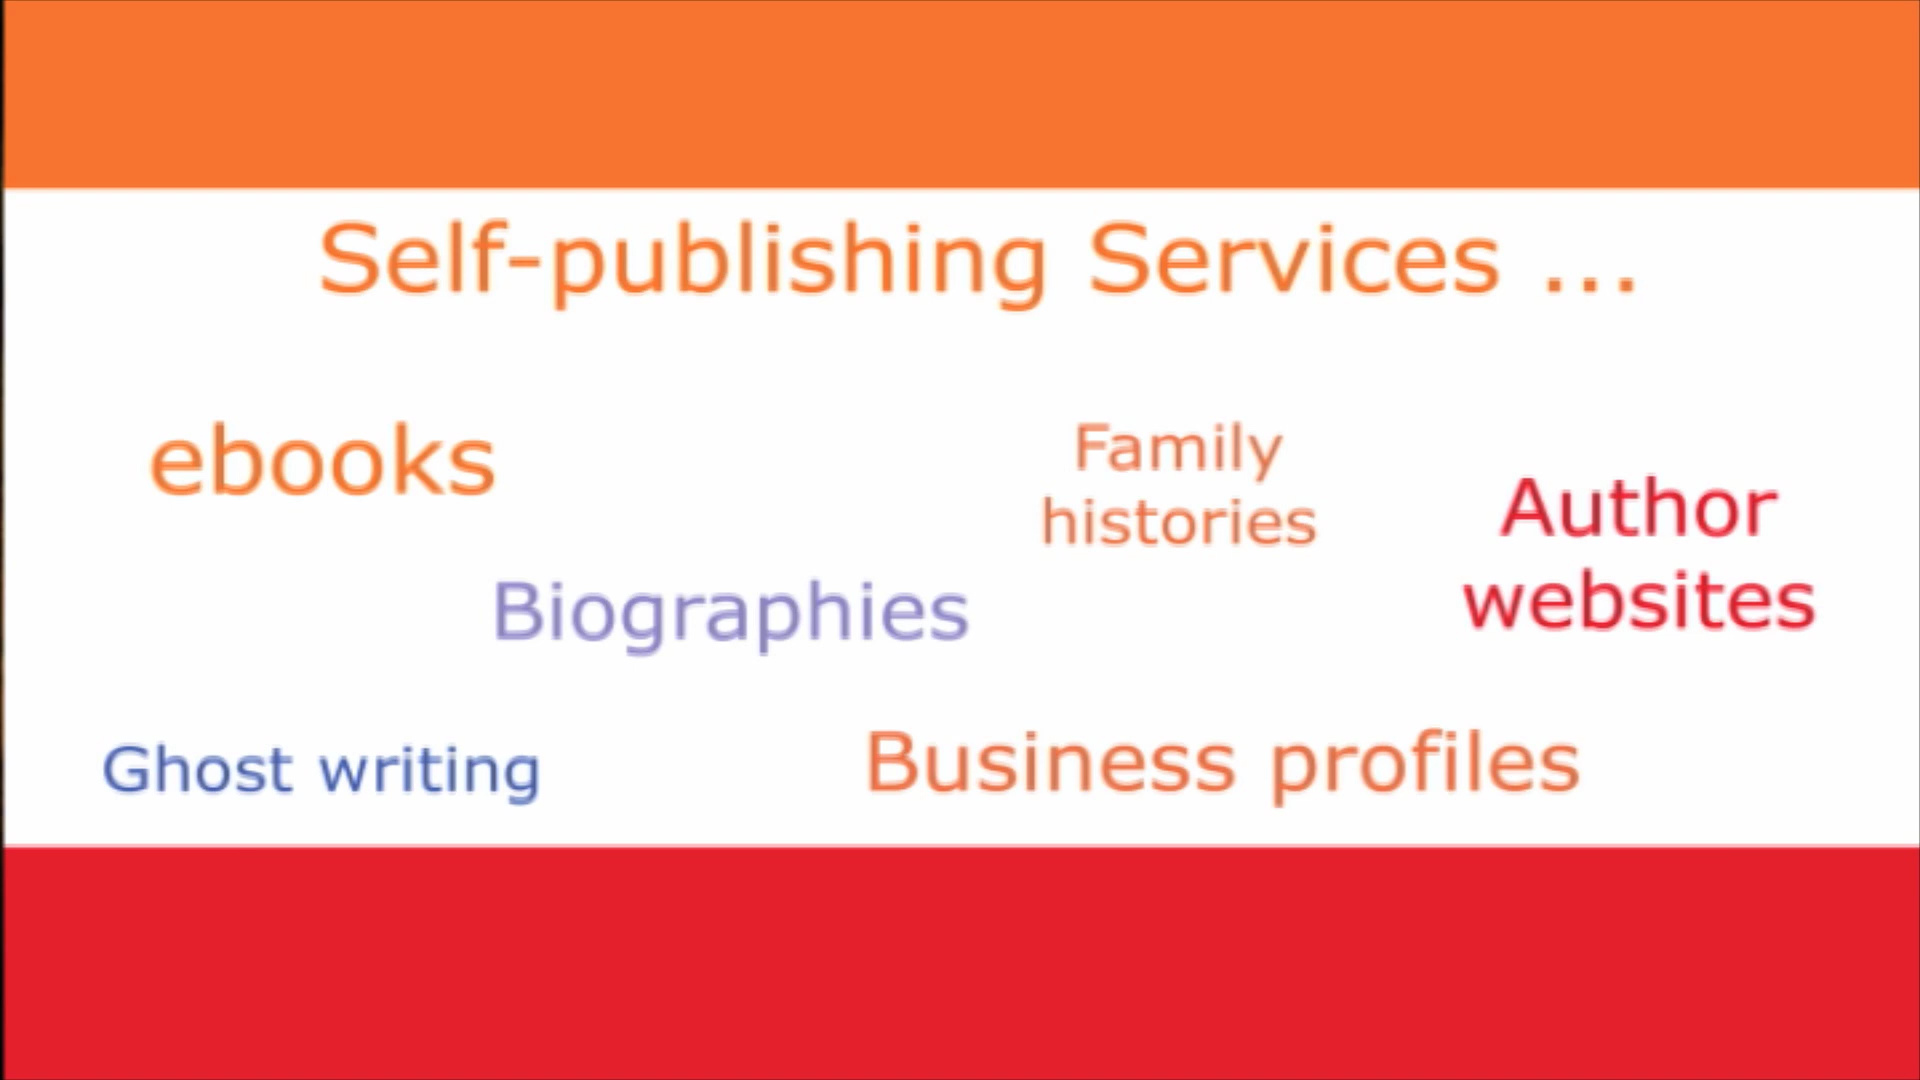 Self-publishing Services ...
ebooks
Family
histories
Author
websites
Biographies
Ghost writing
Business profiles